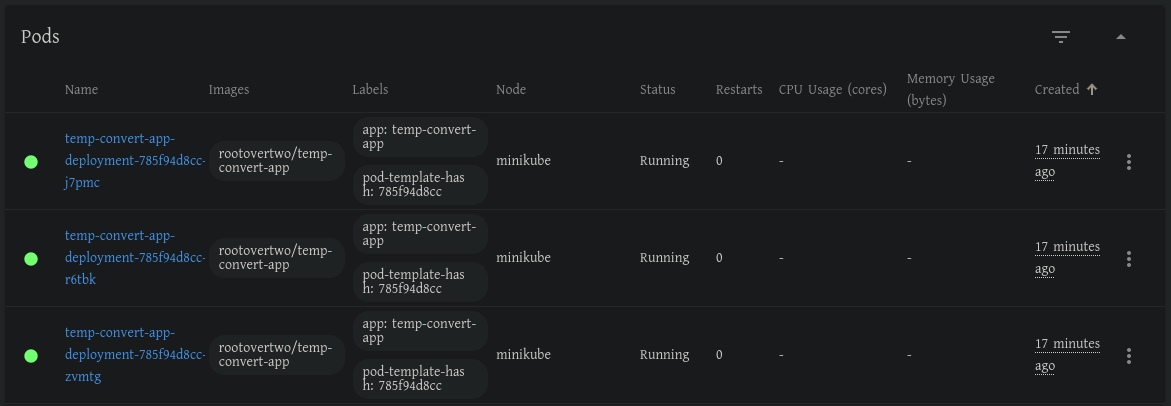 Pods
Name Images Labels Node Status Restarts CPU Usage (cores) Memory Usage (bytes) Created
temp-convert-app-
deployment-785f94d8cc-
j7pmc
rootovertwo/temp-
convert-app
app: temp-convert-
app
pod-template-has
h: 785f94d8cc
minikube
Running
0
-
-
17 minutes
ago
temp-convert-app-
deployment-785f94d8cc-
r6tbk
rootovertwo/temp-
convert-app
app: temp-convert-
app
pod-template-has
h: 785f94d8cc
minikube
Running
0
-
-
17 minutes
ago
temp-convert-app-
deployment-785f94d8cc-
zvmtg
rootovertwo/temp-
convert-app
app: temp-convert-
app
pod-template-has
h: 785f94d8cc
minikube
Running
0
-
-
17 minutes
ago